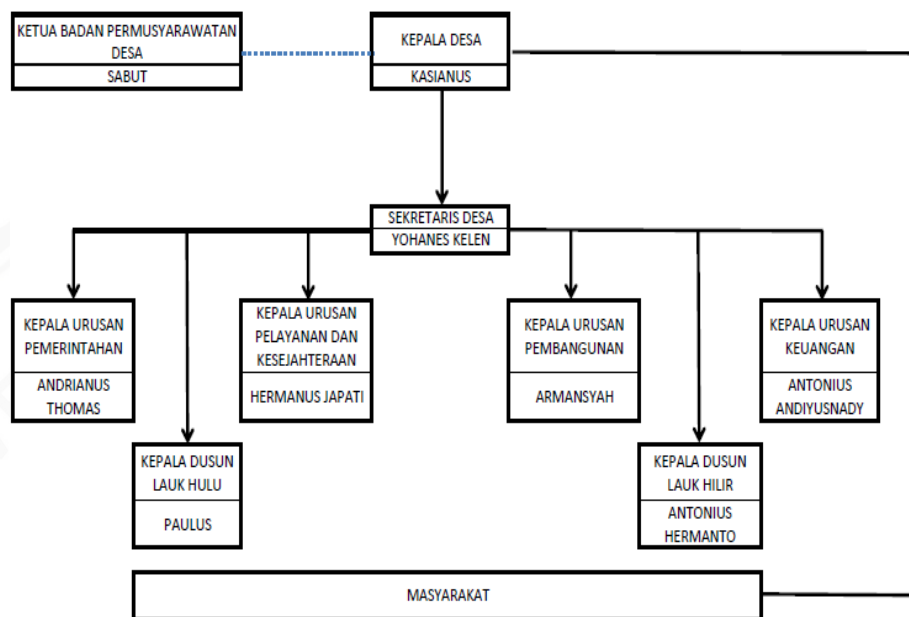 KETUA BADAN PERMUSYARAWATAN
DESA
SABUT
KEPALA DESA
KASIANUS
SEKRETARIS DESA
YOHANES KELEN
KEPALA URUSAN
PEMERINTAHAN
ANDRIANUS
THOMAS
KEPALA URUSAN
PELAYANAN DAN
KESEJAHTERAAN
HERMANUS JAPATI
KEPALA URUSAN
PEMBANGUNAN
ARMANSYAH
KEPALA URUSAN
KEUANGAN
ANTONIUS
ANDIYUSNADY
KEPALA DUSUN
LAUK HULU
PAULUS
KEPALA DUSUN
LAUK HILIR
ANTONIUS
HERMANTO
MASYARAKAT